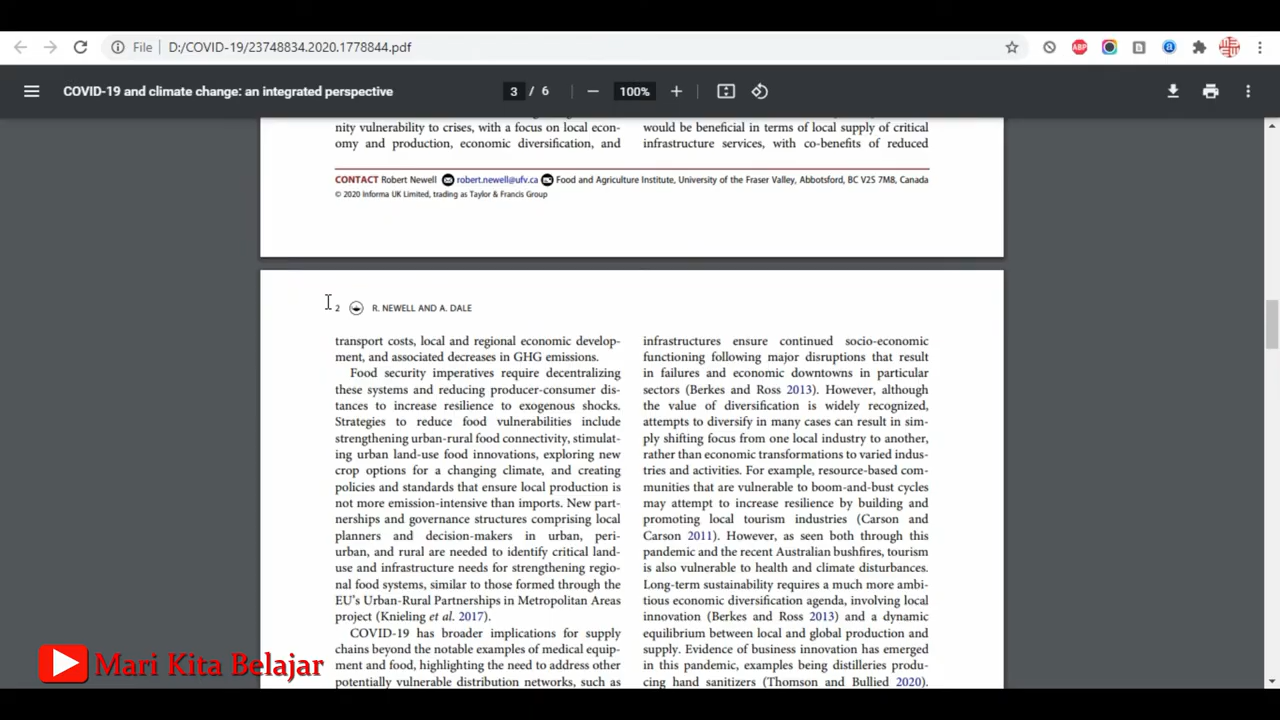 File
D:/COVID-19/23748834.2020.1778844.pdf
ABP
COVID-19 and climate change: an integrated perspective
3 / 6
100%
nity vulnerability to crises, with a focus on local econ-
omy and production, economic diversification, and
would be beneficial in terms of local supply of critical
infrastructure services, with co-benefits of reduced
CONTACT Robert Newell robert.newell@ufv.ca Food and Agriculture Institute, University of the Fraser Valley, Abbotsford, BC V2S 7M8, Canada
© 2020 Informa UK Limited, trading as Taylor & Francis Group
2 R. NEWELL AND A. DALE
transport costs, local and regional economic develop-
ment, and associated decreases in GHG emissions.
Food security imperatives require decentralizing
these systems and reducing producer-consumer dis-
tances to increase resilience to exogenous shocks.
Strategies to reduce food vulnerabilities include
strengthening urban-rural food connectivity, stimulat-
ing urban land-use food innovations, exploring new
crop options for a changing climate, and creating
policies and standards that ensure local production is
not more emission-intensive than imports. New part-
nerships and governance structures comprising local
planners and decision-makers in urban, peri-
urban, and rural are needed to identify critical land-
use and infrastructure needs for strengthening regio-
nal food systems, similar to those formed through the
EU's Urban-Rural Partnerships in Metropolitan Areas
project (Knieling et al. 2017).
COVID-19 has broader implications for supply
chains beyond the notable examples of medical equip-
ment and food, highlighting the need to address other
potentially vulnerable distribution networks, such as
infrastructures ensure continued socio-economic
functioning following major disruptions that result
in failures and economic downtowns in particular
sectors (Berkes and Ross 2013). However, although
the value of diversification is widely recognized,
attempts to diversify in many cases can result in sim-
ply shifting focus from one local industry to another,
rather than economic transformations to varied indus-
tries and activities. For example, resource-based com-
munities that are vulnerable to boom-and-bust cycles
may attempt to increase resilience by building and
promoting local tourism industries (Carson and
Carson 2011). However, as seen both through this
pandemic and the recent Australian bushfires, tourism
is also vulnerable to health and climate disturbances.
Long-term sustainability requires a much more ambi-
tious economic diversification agenda, involving local
innovation (Berkes and Ross 2013) and a dynamic
equilibrium between local and global production and
supply. Evidence of business innovation has emerged
in this pandemic, examples being distilleries produ-
cing hand sanitizers (Thomson and Bullied 2020).
Mari Kita Belajar